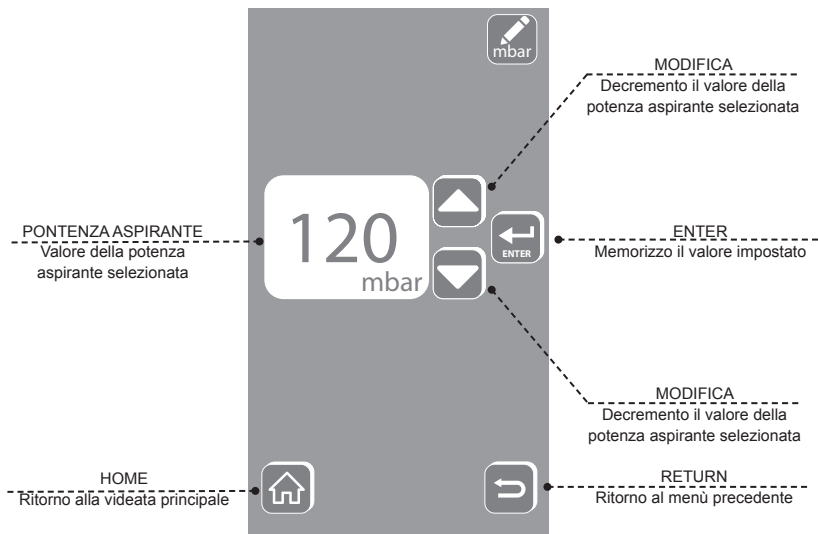 mbar
MODIFICA
Decremento il valore della
potenza aspirante selezionata
PONTENZA ASPIRANTE
Valore della potenza
aspirante selezionata
120
mbar
ENTER
ENTER
Memorizzo il valore impostato
MODIFICA
Decremento il valore della
potenza aspirante selezionata
HOME
Ritorno alla videata principale
RETURN
Ritorno al menù precedente